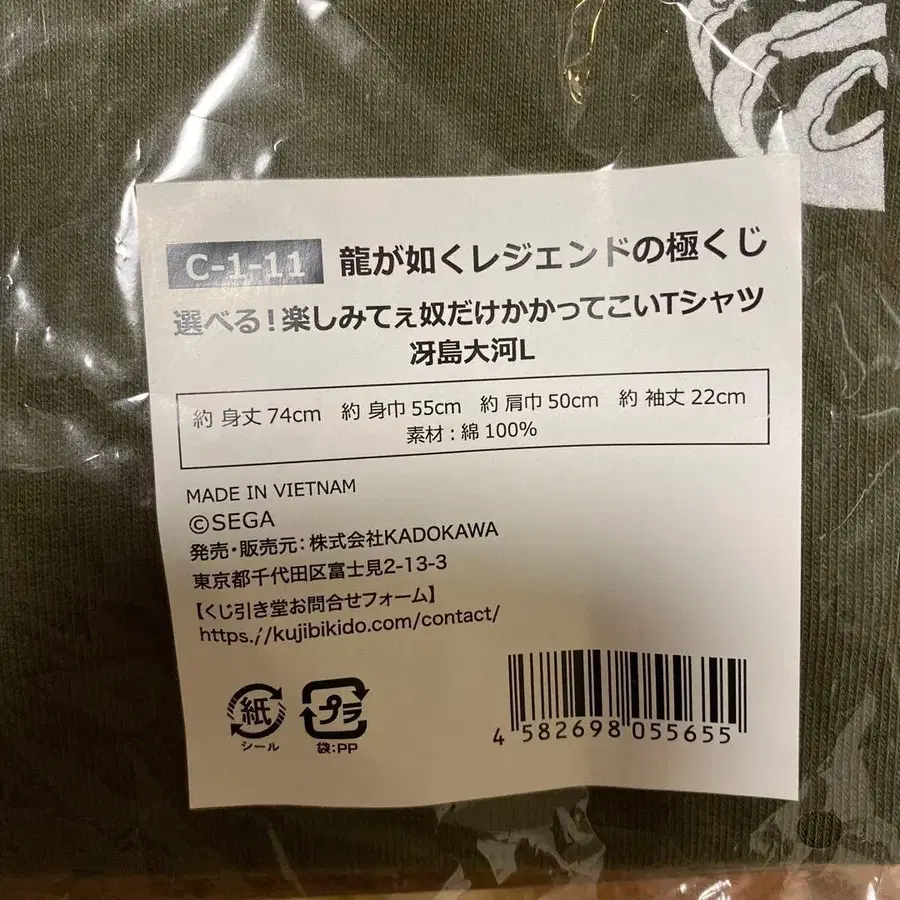 C-1-11 龍が如くレジェンドの極くじ
選べる！楽しみてぇ奴だけかかってこいTシャツ
冴島大河L
約 身丈 74cm 約 身巾 55cm 約 肩巾 50cm 約 袖丈 22cm
素材：綿 100%
MADE IN VIETNAM
©SEGA
発売・販売元：株式会社KADOKAWA
東京都千代田区富士見2-13-3
【くじ引き堂お問合せフォーム】
https://kujibikido.com/contact/
紙 プラ
シール 袋:PP
4 582698 055655